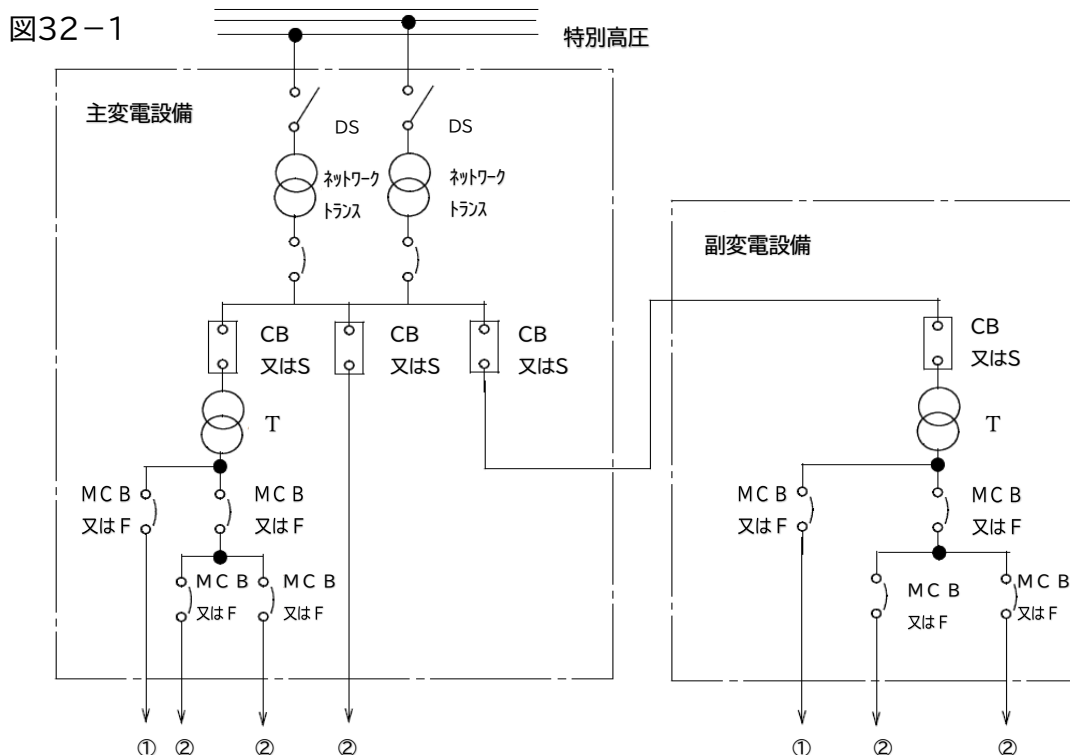 図32-1
特別高圧
主変電設備
DS
DS
ネットワーク
トランス
ネットワーク
トランス
副変電設備
CB
又はS
CB
又はS
CB
又はS
CB
又はS
T
T
MCB
又はF
MCB
又はF
MCB
又はF
MCB
又はF
MCB
又はF
MCB
又はF
MCB
又はF
MCB
又はF
① ② ② ② ① ② ②